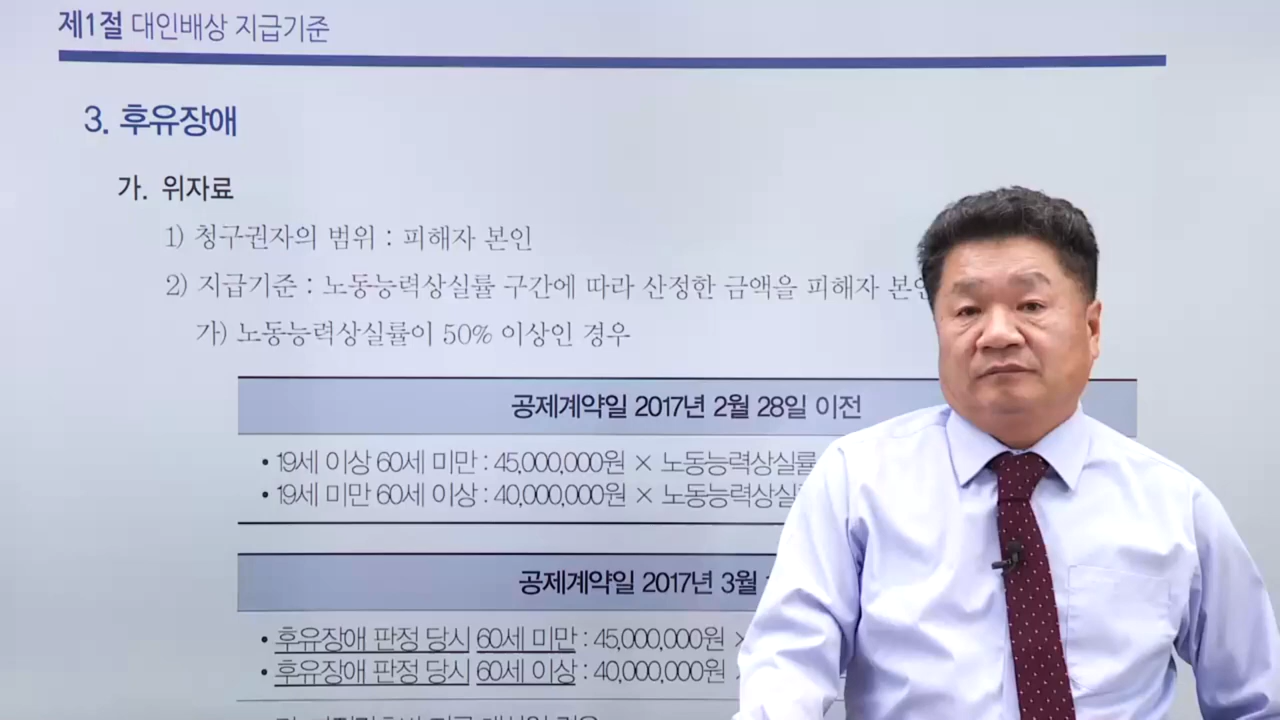 제1절 대인배상 지급기준
3. 후유장애
가. 위자료
1) 청구권자의 범위 : 피해자 본인
2) 지급기준 : 노동능력상실률 구간에 따라 산정한 금액을 피해자 본인
가) 노동능력상실률이 50% 이상인 경우
공제계약일 2017년 2월 28일 이전
• 19세 이상 60세 미만 : 45,000,000원 × 노동능력상실률
• 19세 미만 60세 이상 : 40,000,000원 × 노동능력상실
공제계약일 2017년 3월
• 후유장애 판정 당시 60세 미만 : 45,000,000원
• 후유장애 판정 당시 60세 이상 : 40,000,000원